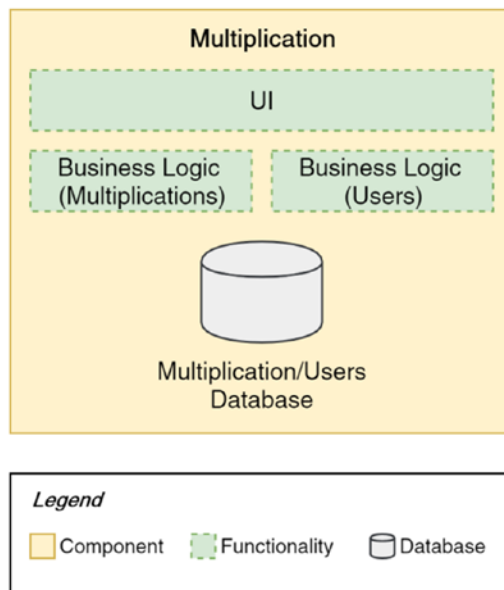 Multiplication
UI
Business Logic
(Multiplications)
Business Logic
(Users)
Multiplication/Users
Database
Legend
Component
Functionality
Database